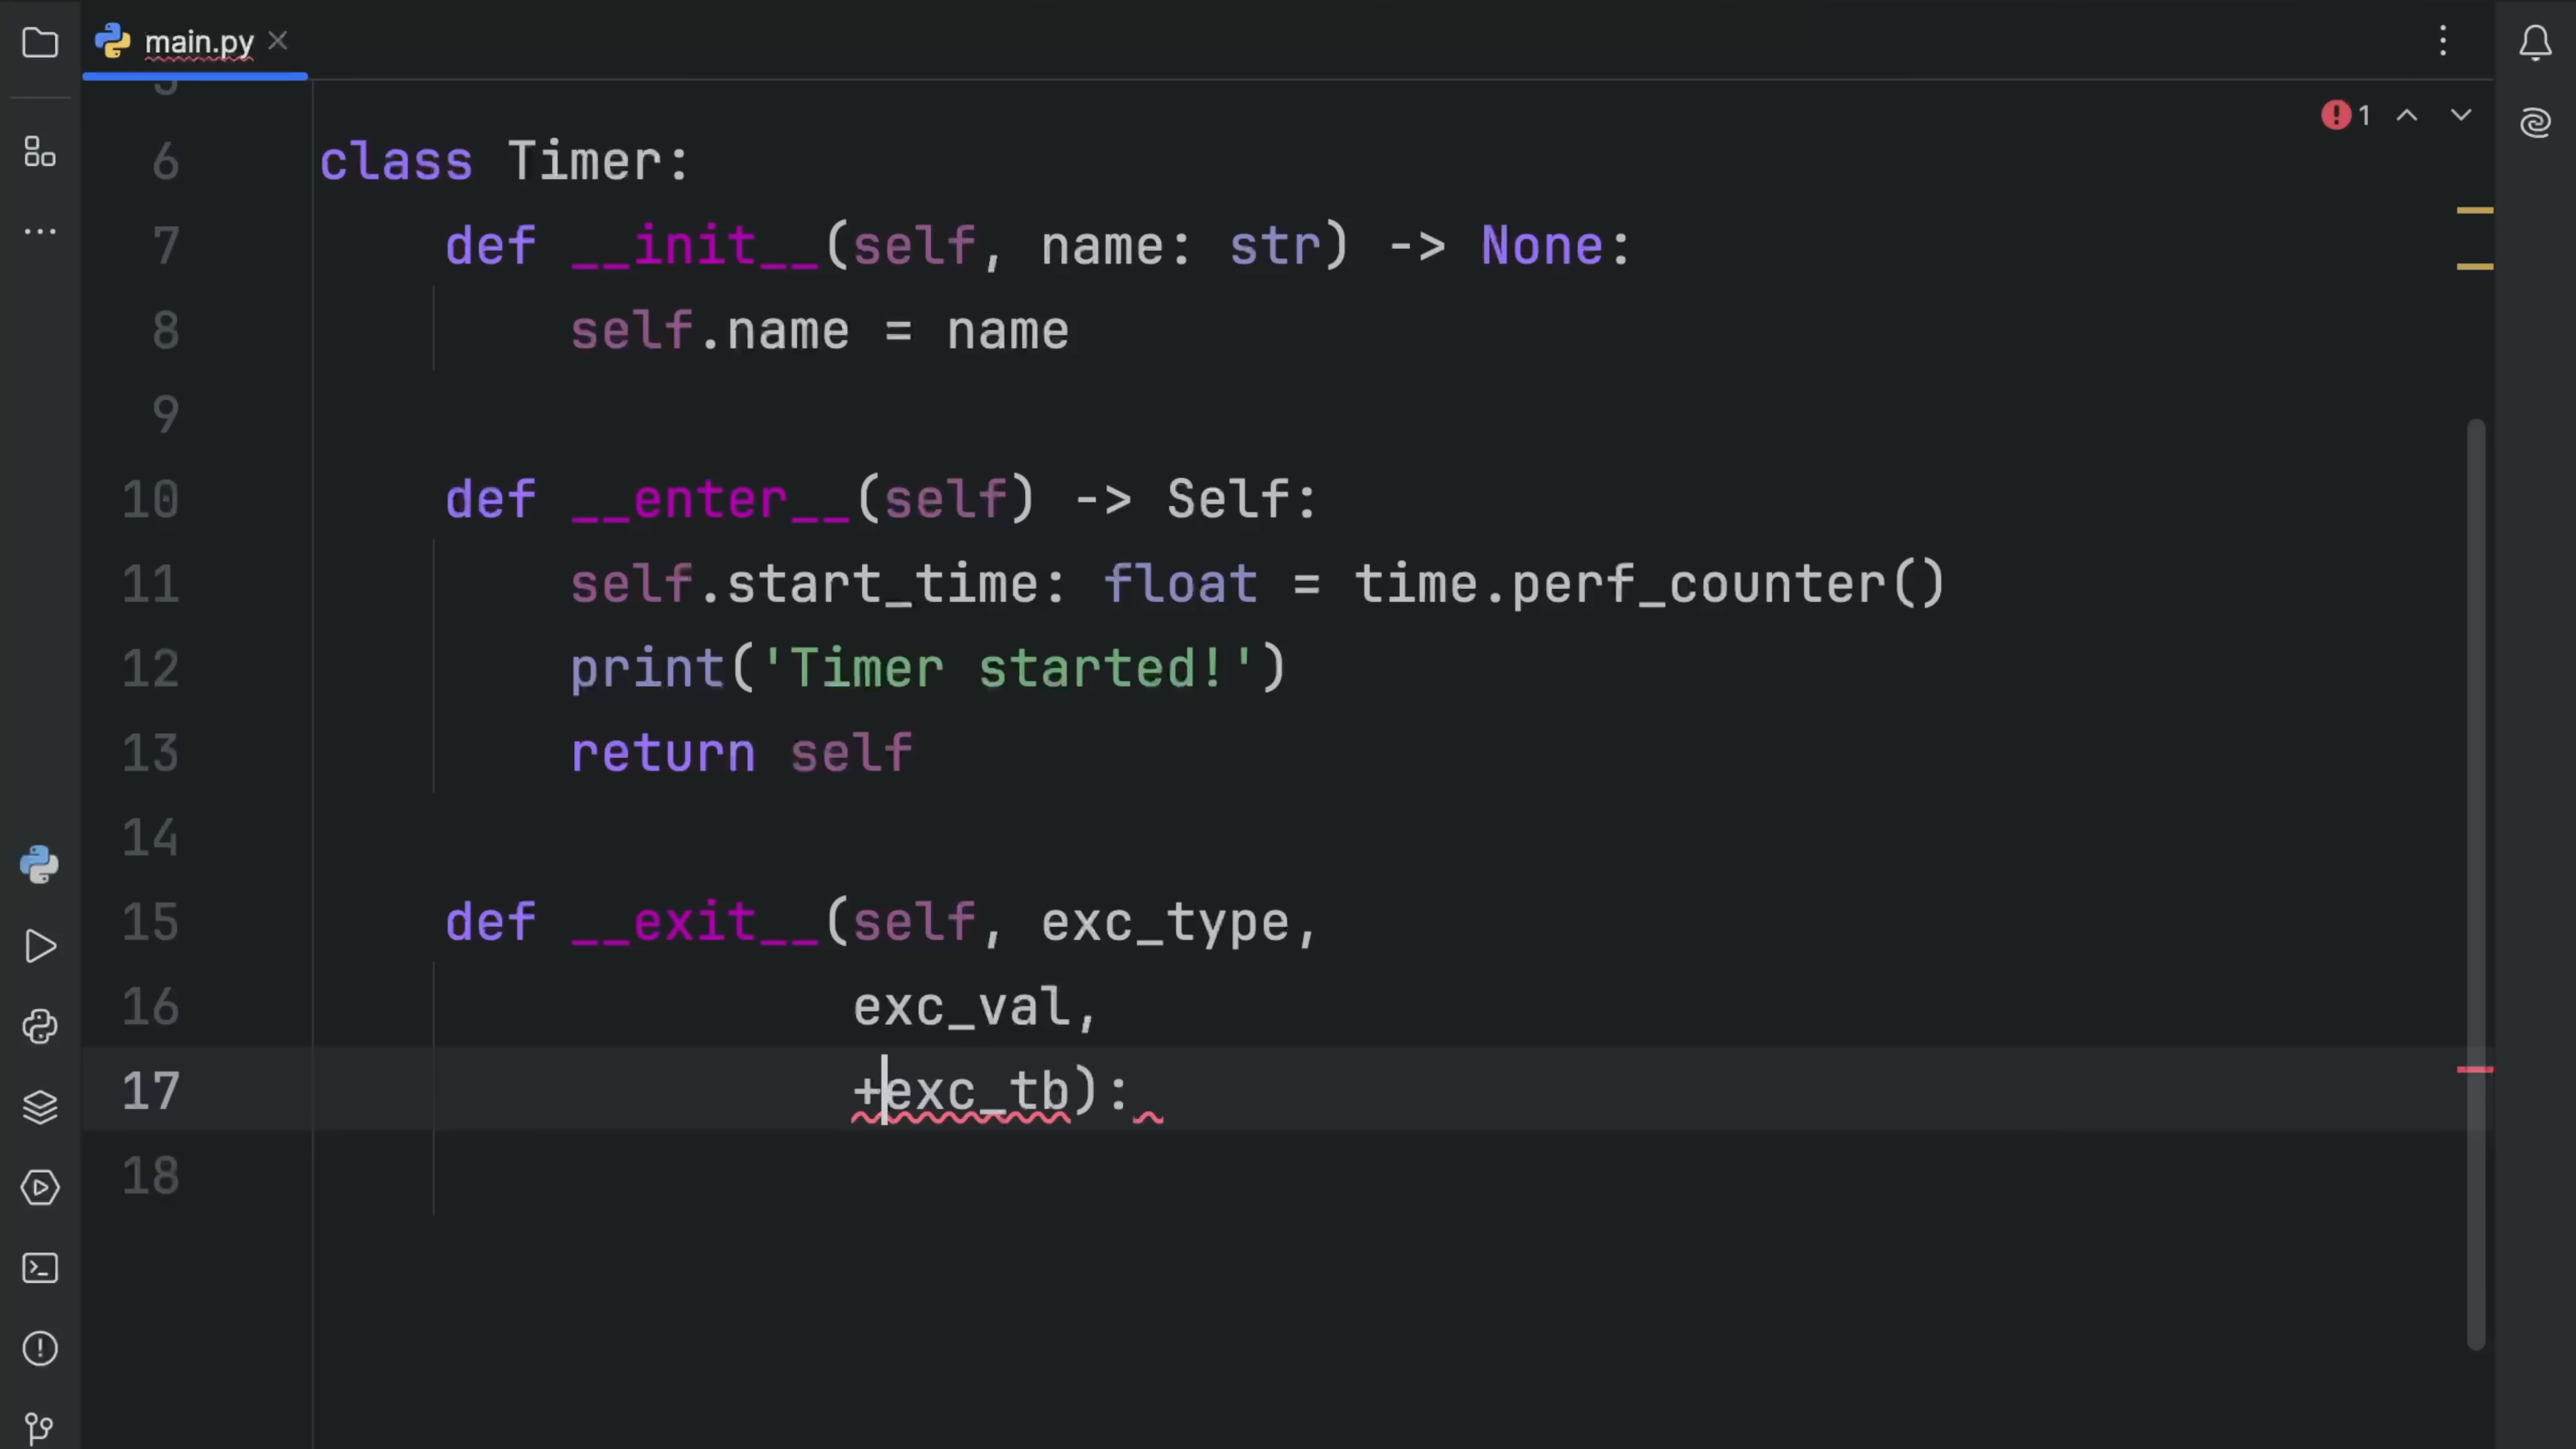 main.py
1
5
6 class Timer:
7 def __init__(self, name: str) -> None:
8 self.name = name
9
10 def __enter__(self) -> Self:
11 self.start_time: float = time.perf_counter()
12 print('Timer started!')
13 return self
14
15 def __exit__(self, exc_type,
16 exc_val,
17 +exc_tb):
18